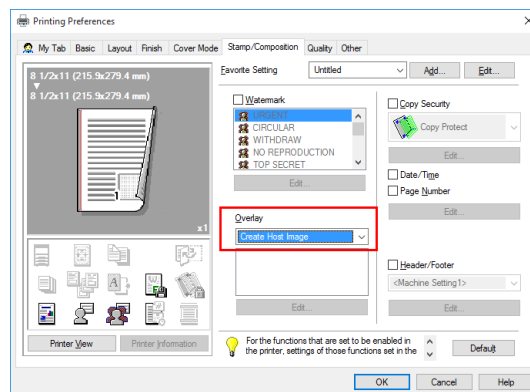 Printing Preferences
My Tab Basic Layout Finish Cover Mode Stamp/Composition Quality Other
8 1/2x11 (215.9x279.4 mm)
8 1/2x11 (215.9x279.4 mm)
1
x1
Printer View
Printer Information
Favorite Setting
Untitled
Add...
Edit...
Watermark
URGENT
CIRCULAR
WITHDRAW
NO REPRODUCTION
TOP SECRET
Edit...
Overlay
Create Host Image
Edit...
Copy Security
Copy Protect
Edit...
Date/Time
Page Number
Edit...
Header/Footer
<Machine Setting1>
Edit...
For the functions that are set to be enabled in
the printer, settings of those functions set in the
Default
OK Cancel Help